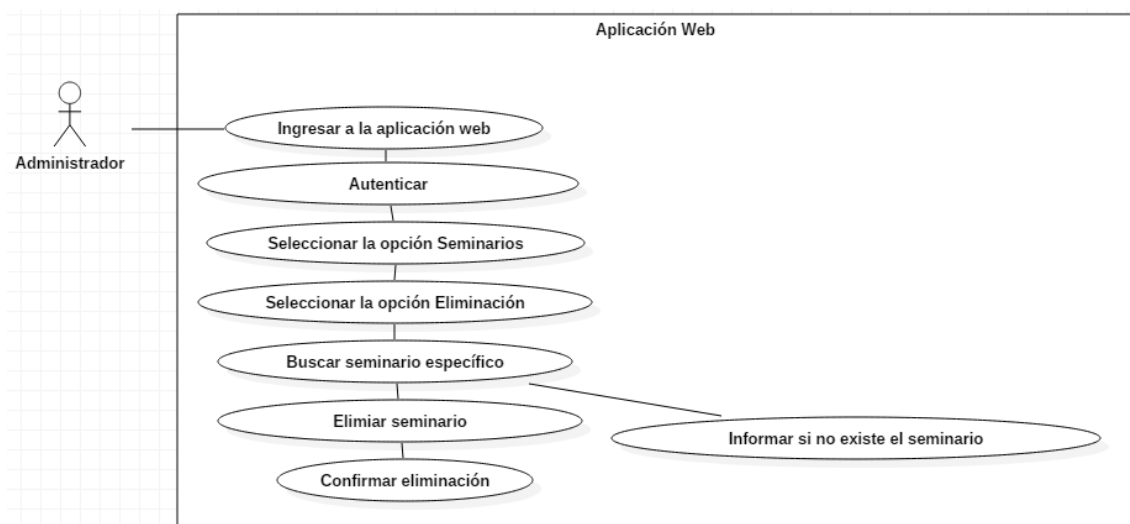 Aplicación Web
Administrador
Ingresar a la aplicación web
Autenticar
Seleccionar la opción Seminarios
Seleccionar la opción Eliminación
Buscar seminario específico
Elimiar seminario
Informar si no existe el seminario
Confirmar eliminación